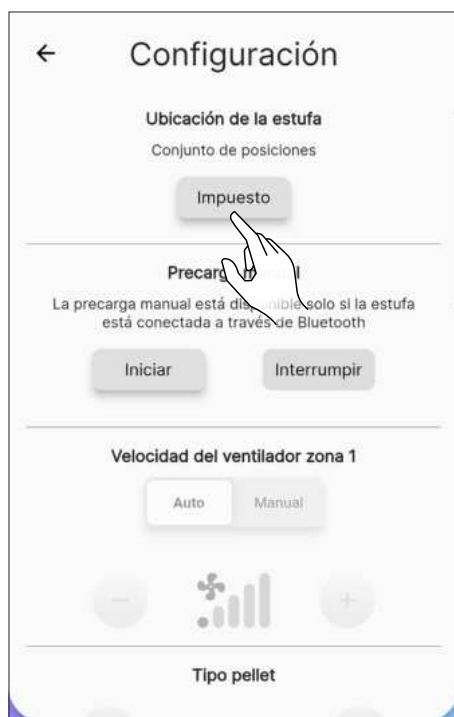 Configuración
Ubicación de la estufa
Conjunto de posiciones
Impuesto
La precarga manual está disponible solo si la estufa
está conectada a través de Bluetooth
Iniciar
Interrumpir
Velocidad del ventilador zona 1
Auto
Manual
Tipo pellet